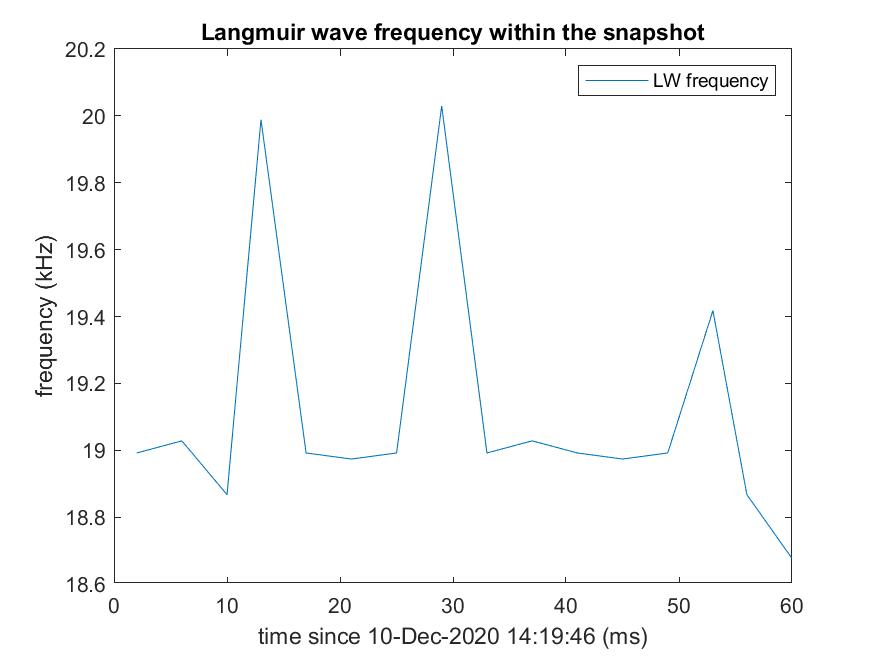 Langmuir wave frequency within the snapshot
LW frequency
20.2
20
19.8
19.6
19.4
19.2
19
18.8
18.6
frequency (kHz)
0 10 20 30 40 50 60
time since 10-Dec-2020 14:19:46 (ms)